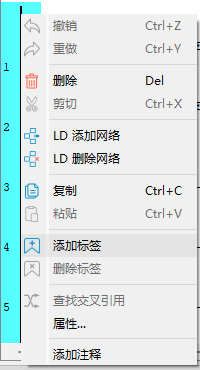 撤销 Ctrl+Z
重做 Ctrl+Y
1
删除 Del
剪切 Ctrl+X
2
LD 添加网络
LD 删除网络
3
复制 Ctrl+C
粘贴 Ctrl+V
4
添加标签
删除标签
查找交叉引用
5
属性...
添加注释